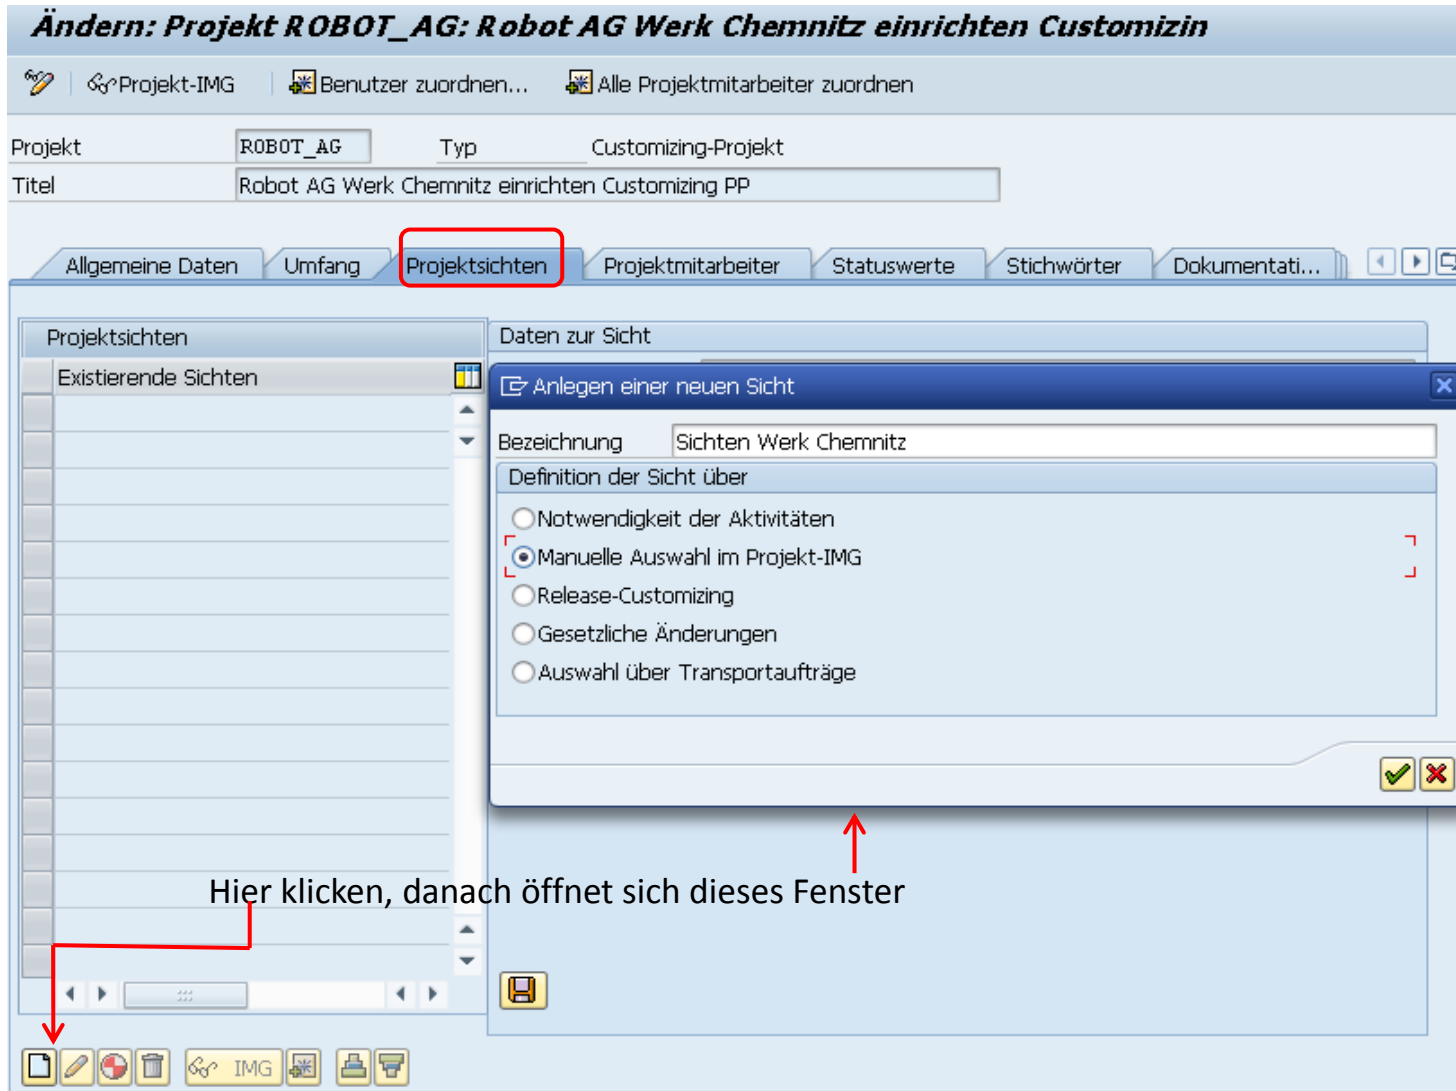 Ändern: Projekt ROBOT_AG: Robot AG Werk Chemnitz einrichten Customizin
Projekt-IMG Benutzer zuordnen... Alle Projektmitarbeiter zuordnen
Projekt ROBOT_AG Typ Customizing-Projekt
Titel Robot AG Werk Chemnitz einrichten Customizing PP
Allgemeine Daten Umfang Projektsichten Projektmitarbeiter Statuswerte Stichwörter Dokumentati...
Projektsichten
Daten zur Sicht
Existierende Sichten
Anlegen einer neuen Sicht
Bezeichnung Sichten Werk Chemnitz
Definition der Sicht über
Notwendigkeit der Aktivitäten
Manuelle Auswahl im Projekt-IMG
Release-Customizing
Gesetzliche Änderungen
Auswahl über Transportaufträge
Hier klicken, danach öffnet sich dieses Fenster
IMG